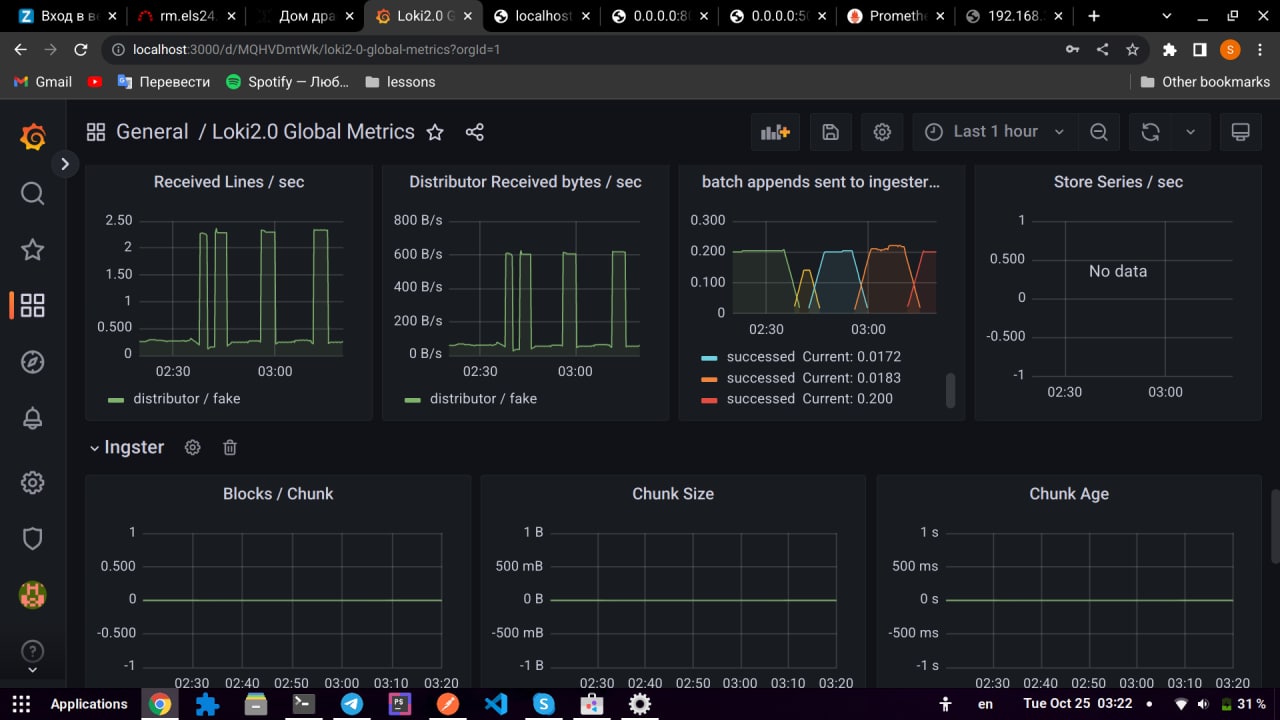 Вход в ве
rm.els24.
Дом дра
Loki2.0 G
localhost
0.0.0.0:80
0.0.0.0:50
Promethe
192.168.
localhost:3000/d/MQHVDmtWk/loki2-0-global-metrics?orgId=1
S
Gmail
Перевести
Spotify — Люб...
lessons
Other bookmarks
General / Loki2.0 Global Metrics
Last 1 hour
Received Lines / sec
2.50
2
1.50
1
0.500
0
02:30 03:00
distributor / fake
Distributor Received bytes / sec
800 B/s
600 B/s
400 B/s
200 B/s
0 B/s
02:30 03:00
distributor / fake
batch appends sent to ingester...
0.300
0.200
0.100
0
02:30 03:00
successed Current: 0.0172
successed Current: 0.0183
successed Current: 0.200
Store Series / sec
1
0.500
0
-0.500
-1
No data
02:30 03:00
Ingster
Blocks / Chunk
1
0.500
0
-0.500
-1
02:30 02:40 02:50 03:00 03:10 03:20
Chunk Size
1 B
500 mB
0 B
-500 mB
-1 B
02:30 02:40 02:50 03:00 03:10 03:20
Chunk Age
1 s
500 ms
0 s
-500 ms
-1 s
02:30 02:40 02:50 03:00 03:10 03:20
Applications
PS
en
Tue Oct 25 03:22
31 %